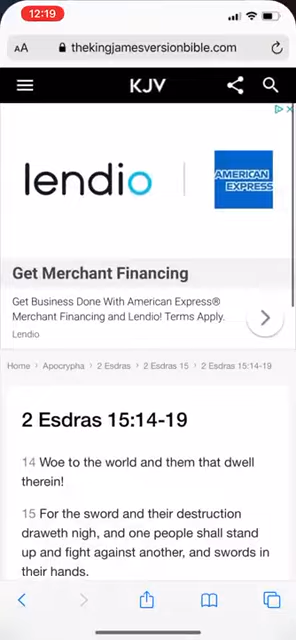 12:19
AA thekingjamesversionbible.com
KJV
lendio
AMERICAN
EXPRESS
Get Merchant Financing
Get Business Done With American Express®
Merchant Financing and Lendio! Terms Apply.
Lendio
Home > Apocrypha > 2 Esdras > 2 Esdras 15 > 2 Esdras 15:14-19
2 Esdras 15:14-19
14 Woe to the world and them that dwell
therein!
15 For the sword and their destruction
draweth nigh, and one people shall stand
up and fight against another, and swords in
their hands.